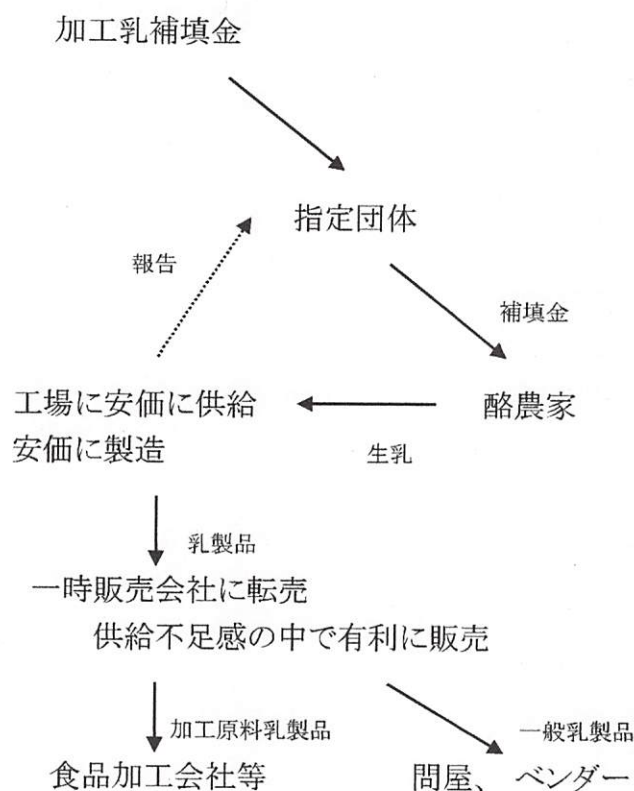 加工乳補填金
指定団体
報告
補填金
工場に安価に供給
酪農家
安価に製造
生乳
乳製品
一時販売会社に転売
供給不足感の中で有利に販売
加工原料乳製品
一般乳製品
食品加工会社等
問屋、ベンダー